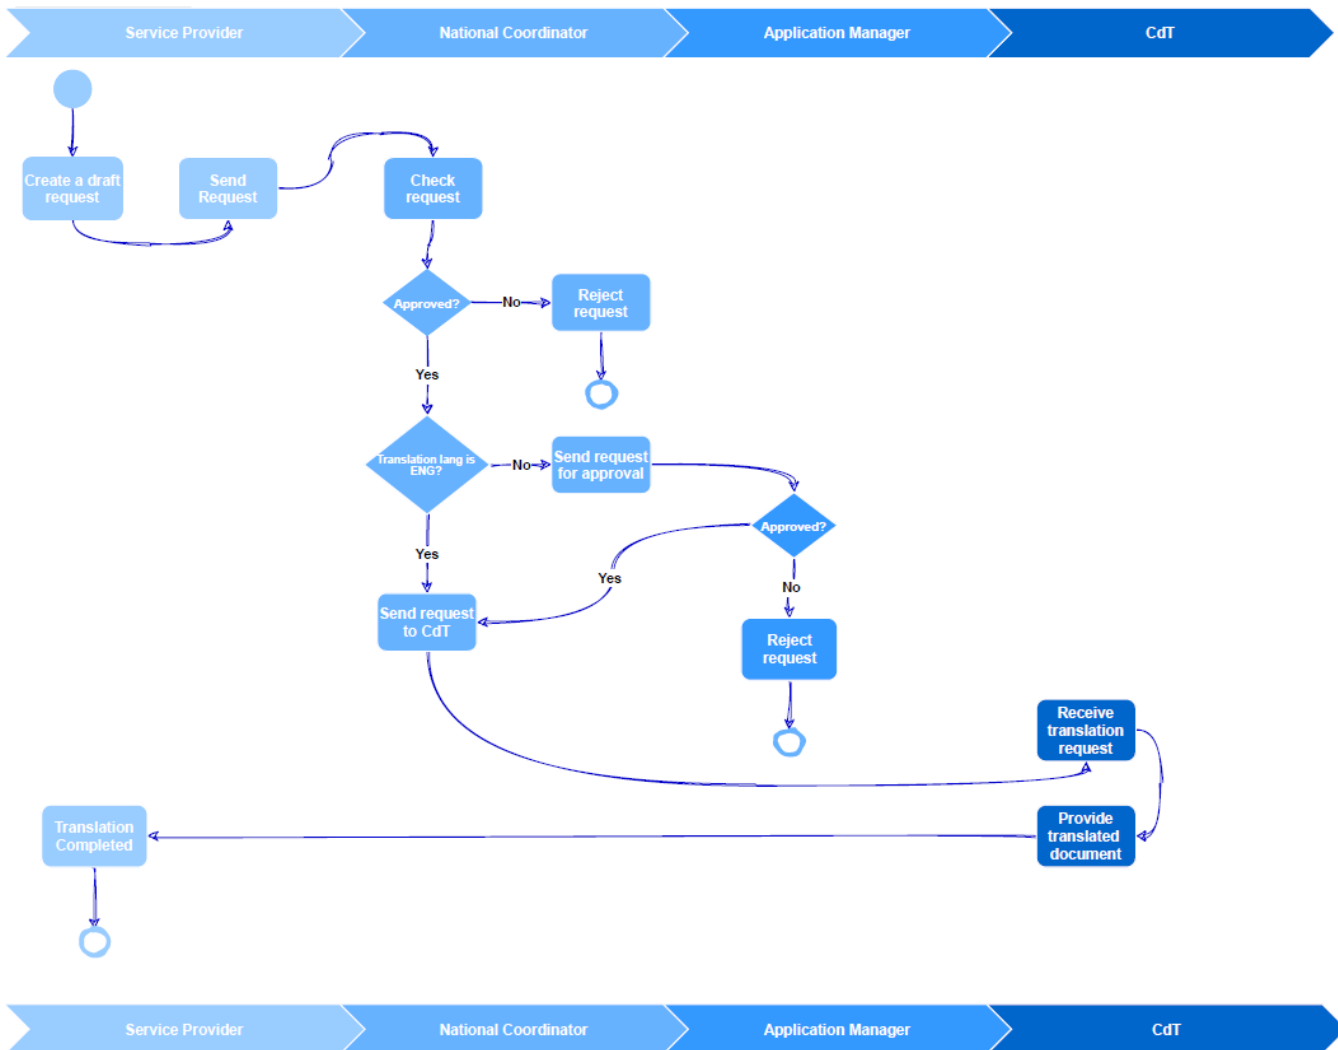 Service Provider
National Coordinator
Application Manager
CdT
Create a draft
request
Send
Request
Check
request
Approved?
No
Reject
request
Yes
Translation lang is
ENG?
No
Send request
for approval
Approved?
Yes
Yes
No
Send request
to CdT
Reject
request
Receive
translation
request
Translation
Completed
Provide
translated
document
Service Provider
National Coordinator
Application Manager
CdT